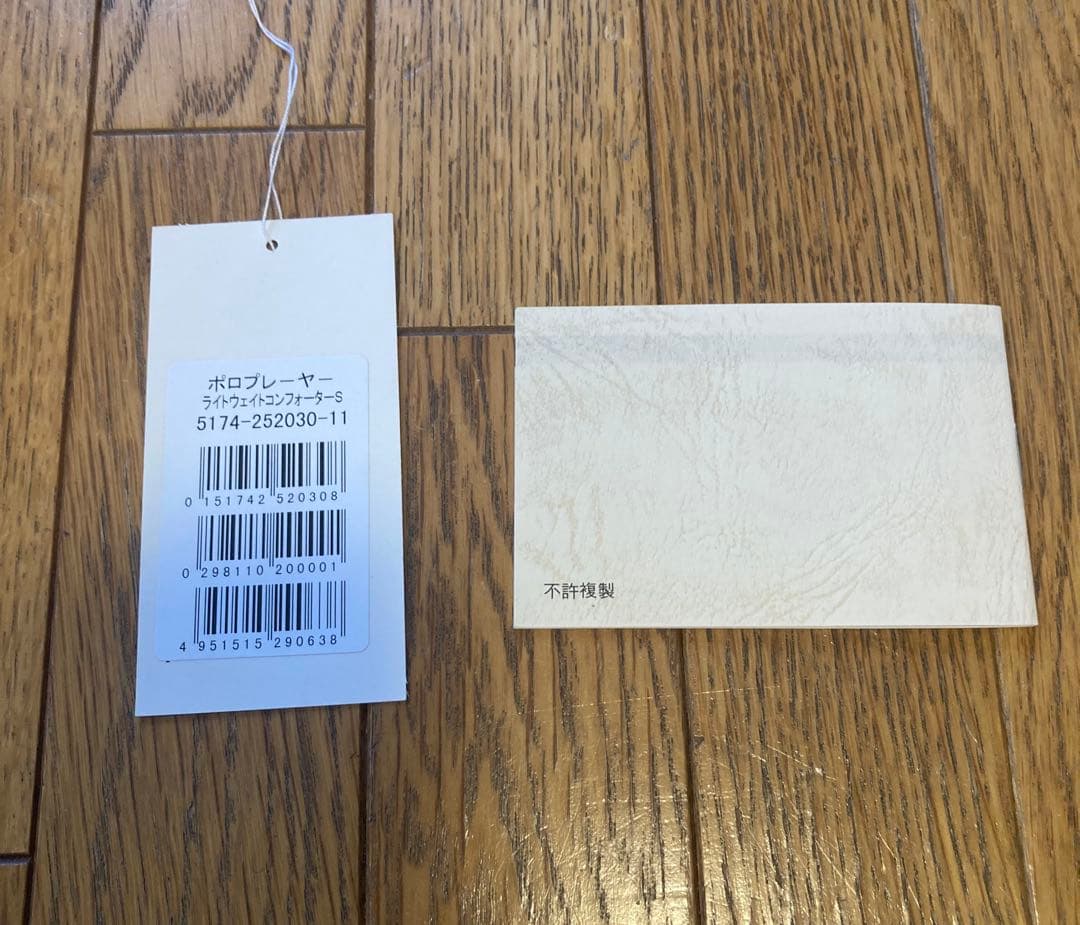 ポロプレーヤー
ライトウェイトコンフォーターS
5174-252030-11
0 151742 520308
0 298110 200001
4 951515 290638
不許複製